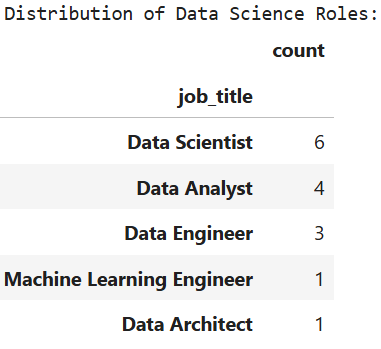 Distribution of Data Science Roles:
count
job_title
Data Scientist 6
Data Analyst 4
Data Engineer 3
Machine Learning Engineer 1
Data Architect 1